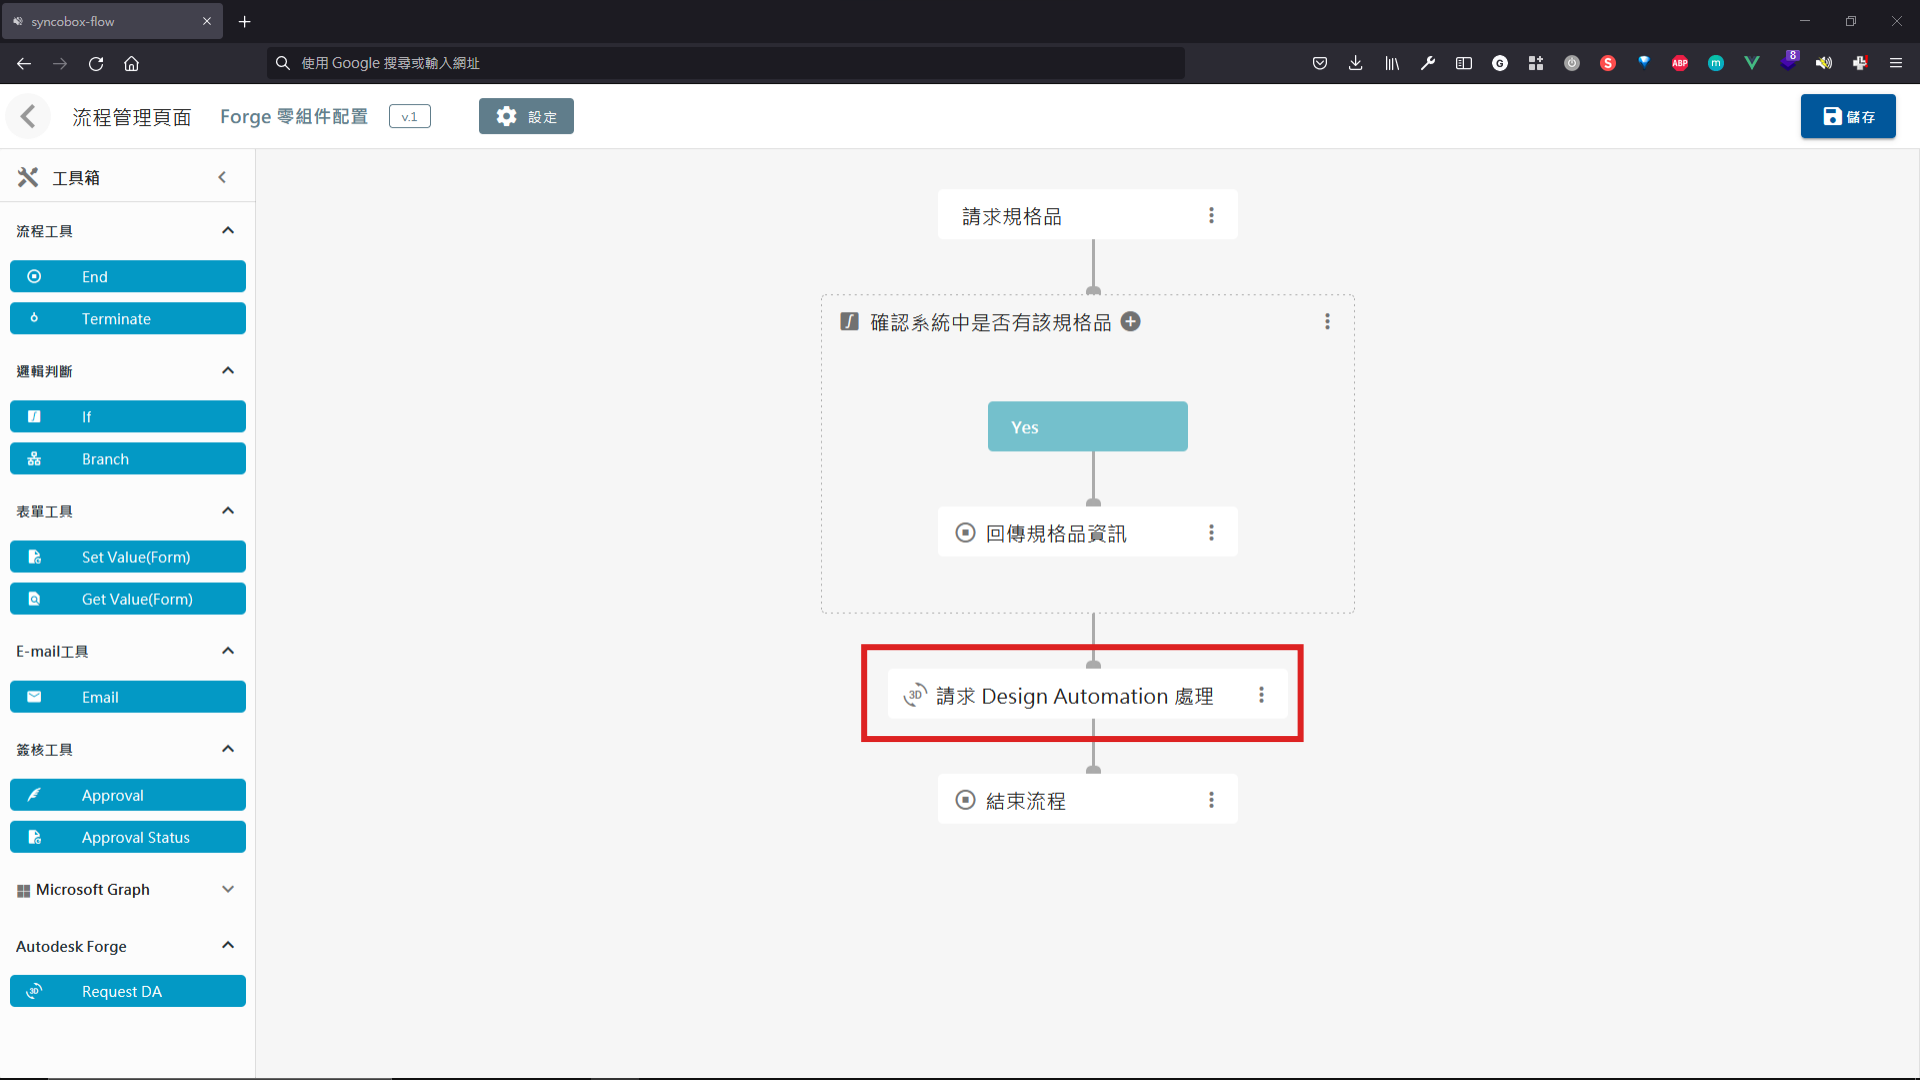 syncobox-flow
使用 Google 搜尋或輸入網址
G
S
ABP
m
8
流程管理頁面
Forge 零組件配置
v.1
設定
儲存
工具箱
流程工具
End
Terminate
邏輯判斷
If
Branch
表單工具
Set Value(Form)
Get Value(Form)
E-mail工具
Email
簽核工具
Approval
Approval Status
Microsoft Graph
Autodesk Forge
3D
Request DA
請求規格品
確認系統中是否有該規格品
Yes
回傳規格品資訊
3D
請求 Design Automation 處理
結束流程